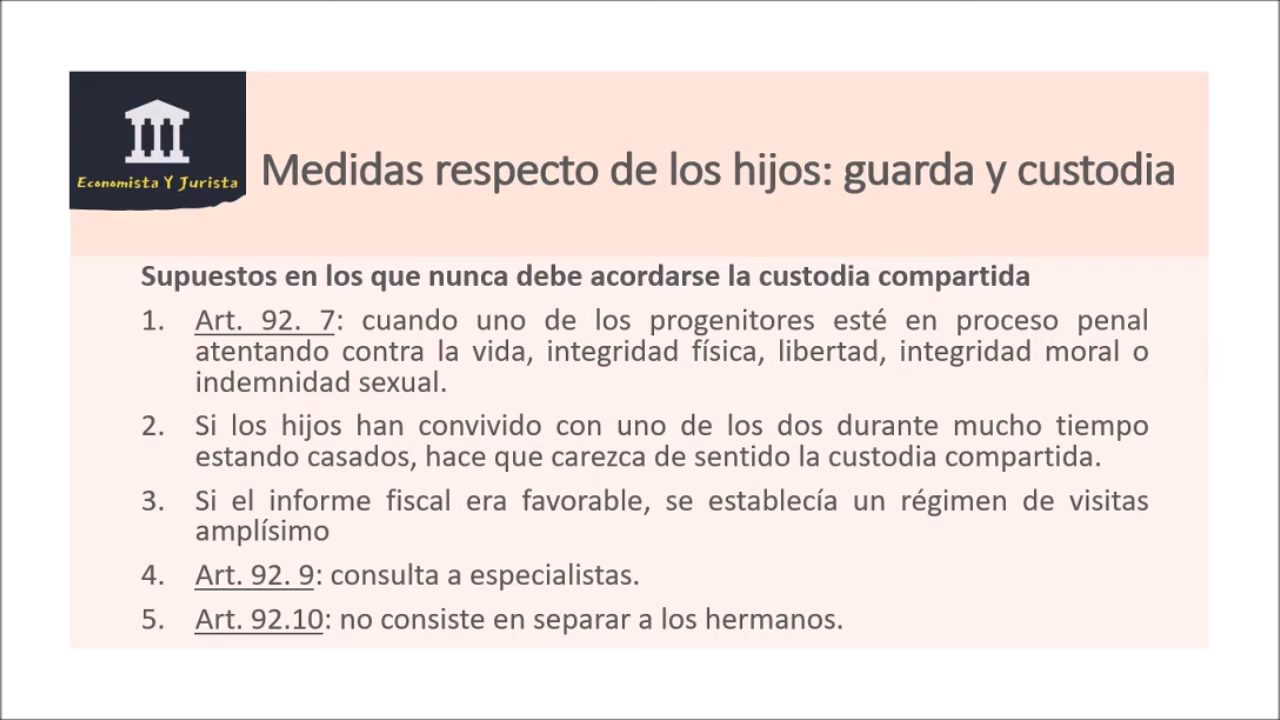 Economista Y Jurista
Medidas respecto de los hijos: guarda y custodia
Supuestos en los que nunca debe acordarse la custodia compartida
1. Art. 92. 7: cuando uno de los progenitores esté en proceso penal
atentando contra la vida, integridad física, libertad, integridad moral o
indemnidad sexual.
2. Si los hijos han convivido con uno de los dos durante mucho tiempo
estando casados, hace que carezca de sentido la custodia compartida.
3. Si el informe fiscal era favorable, se establecía un régimen de visitas
amplísimo
4. Art. 92. 9: consulta a especialistas.
5. Art. 92.10: no consiste en separar a los hermanos.